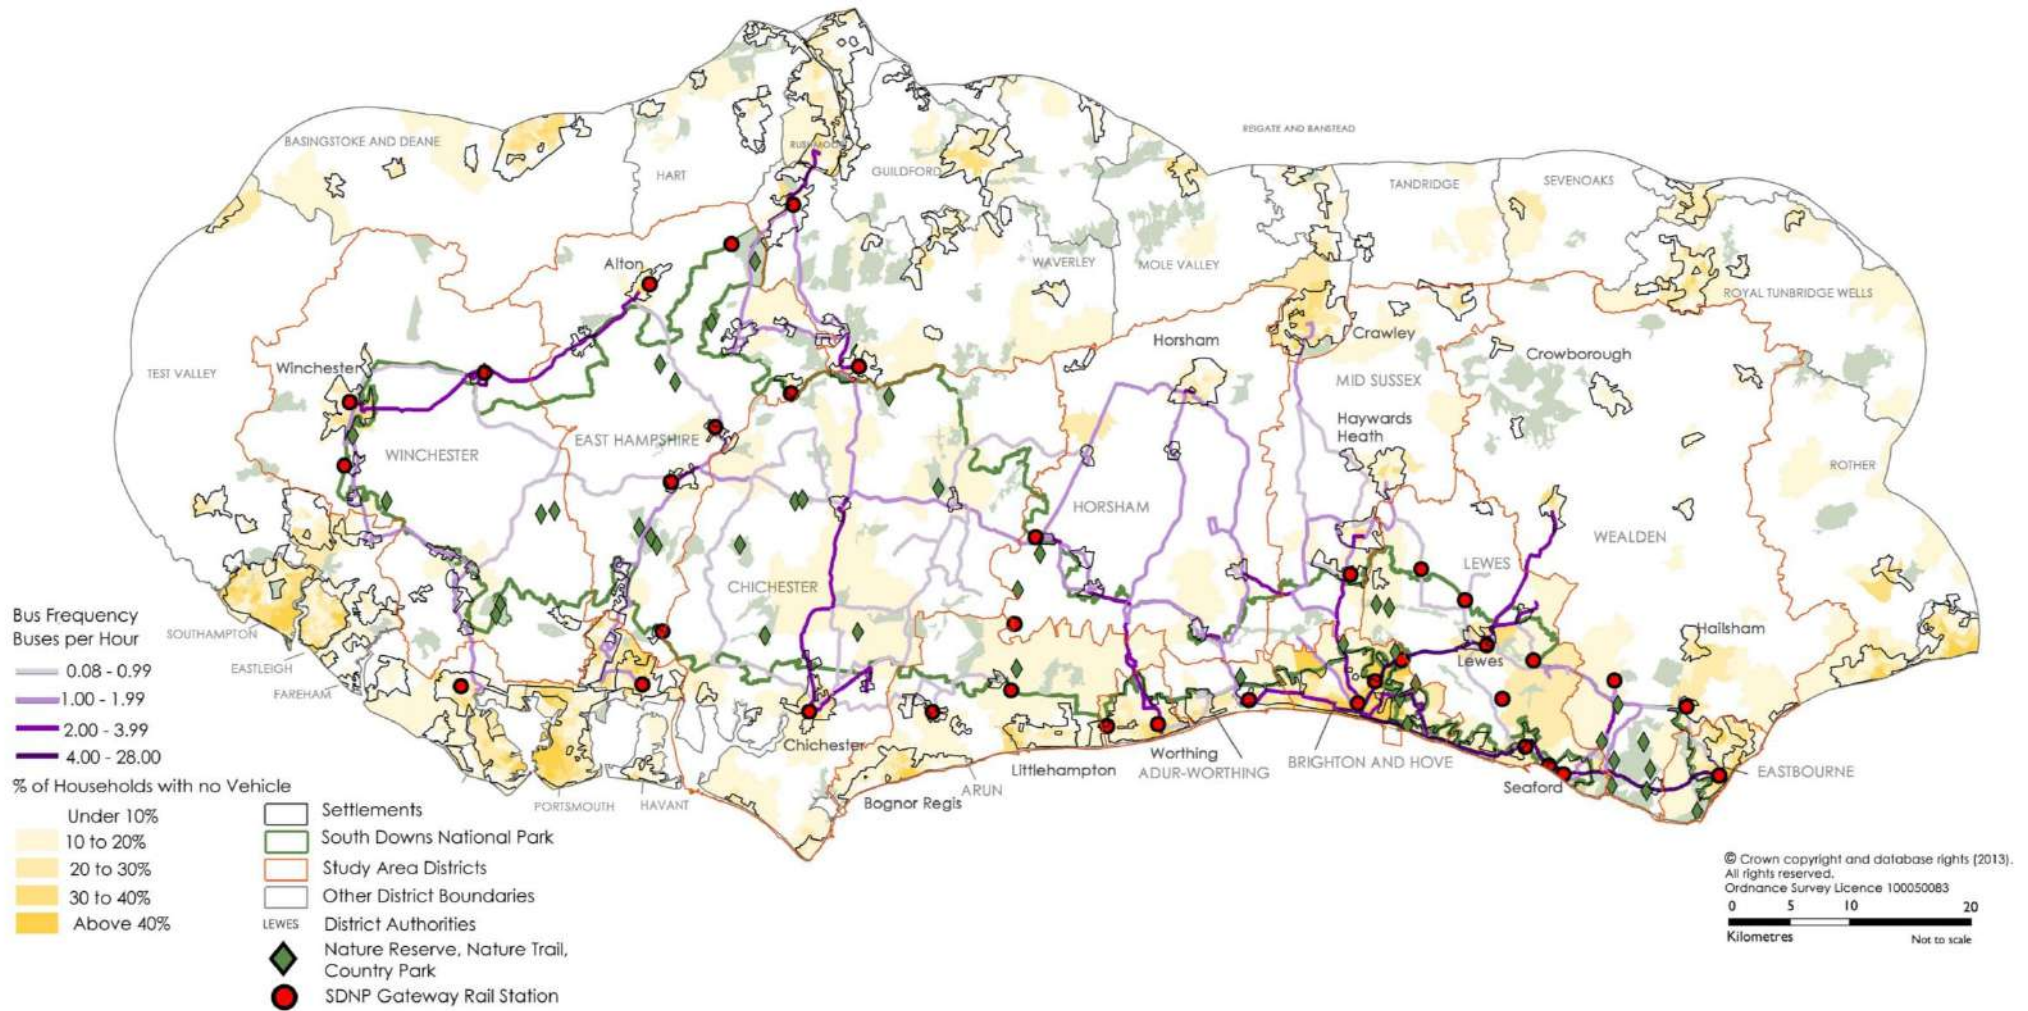 REIGATE AND BANSTEAD
BASINGSTOKE AND DEANE
RUSHMOOR
HART
GUILDFORD
TANDRIDGE
SEVENOAKS
Alton
WAVERLEY
MOLE VALLEY
ROYAL TUNBRIDGE WELLS
Horsham
Crawley
Crowborough
Winchester
TEST VALLEY
MID SUSSEX
Haywards
Heath
EAST HAMPSHIRE
WINCHESTER
ROTHER
HORSHAM
WEALDEN
LEWES
CHICHESTER
Bus Frequency
Buses per Hour
0.08 - 0.99
1.00 - 1.99
2.00 - 3.99
4.00 - 28.00
SOUTHAMPTON
EASTLEIGH
FAREHAM
Hailsham
Lewes
Chichester
Worthing
Littlehampton
ADUR-WORTHING
BRIGHTON AND HOVE
EASTBOURNE
Seaford
ARUN
Bognor Regis
PORTSMOUTH
HAVANT
% of Households with no Vehicle
Under 10%
10 to 20%
20 to 30%
30 to 40%
Above 40%
Settlements
South Downs National Park
Study Area Districts
Other District Boundaries
LEWES District Authorities
Nature Reserve, Nature Trail,
Country Park
SDNP Gateway Rail Station
© Crown copyright and database rights (2013).
All rights reserved.
Ordnance Survey Licence 100050083
0 5 10 20
Kilometres
Not to scale